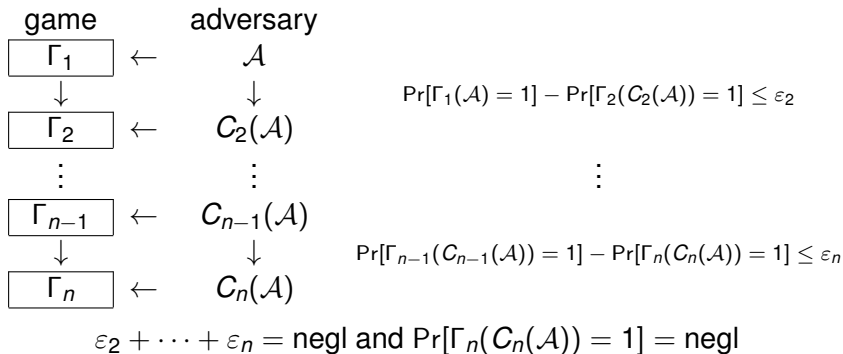 game adversary
Γ₁ ← 𝒜
↓ ↓ Pr[Γ₁(𝒜) = 1] − Pr[Γ₂(C₂(𝒜)) = 1] ≤ ε₂
Γ₂ ← C₂(𝒜)
⋮ ⋮ ⋮
Γₙ₋₁ ← Cₙ₋₁(𝒜)
↓ ↓ Pr[Γₙ₋₁(Cₙ₋₁(𝒜)) = 1] − Pr[Γₙ(Cₙ(𝒜)) = 1] ≤ εₙ
Γₙ ← Cₙ(𝒜)
ε₂ + ⋯ + εₙ = negl and Pr[Γₙ(Cₙ(𝒜)) = 1] = negl